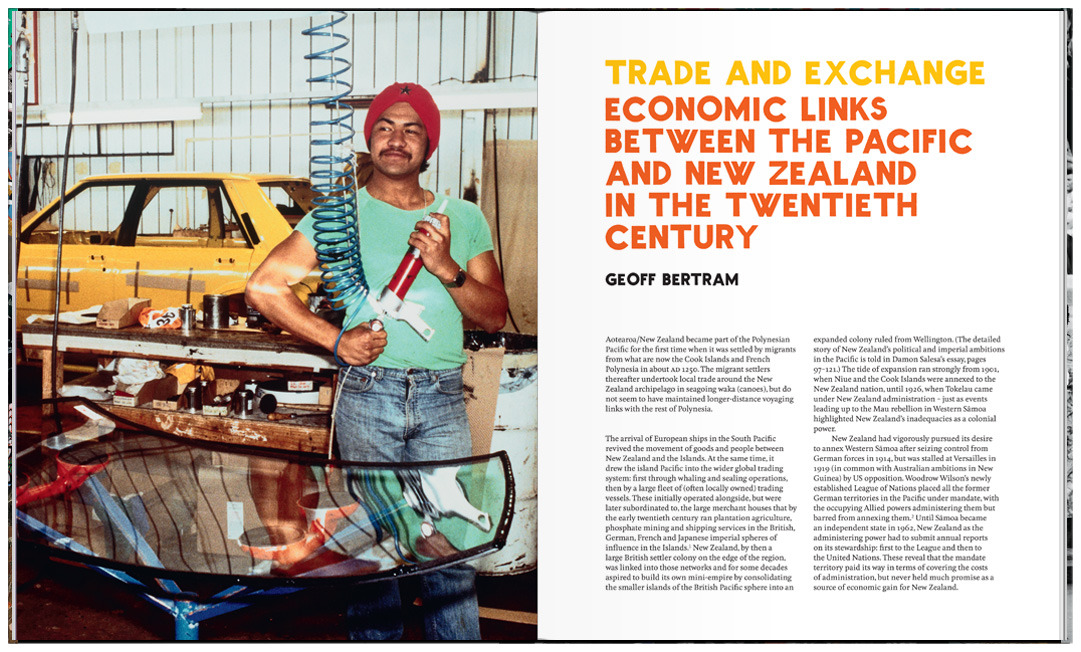 TRADE AND EXCHANGE
ECONOMIC LINKS
BETWEEN THE PACIFIC
AND NEW ZEALAND
IN THE TWENTIETH
CENTURY
GEOFF BERTRAM
Aotearoa/New Zealand became part of the Polynesian
Pacific for the first time when it was settled by migrants
from what are now the Cook Islands and French
Polynesia in about AD 1250. The migrant settlers
thereafter undertook local trade around the New
Zealand archipelago in seagoing waka (canoes), but do
not seem to have maintained longer-distance voyaging
links with the rest of Polynesia.
The arrival of European ships in the South Pacific
revived the movement of goods and people between
New Zealand and the Islands. At the same time, it
drew the island Pacific into the wider global trading
system: first through whaling and sealing operations,
then by a large fleet of (often locally owned) trading
vessels. These initially operated alongside, but were
later subordinated to, the large merchant houses that by
the early twentieth century ran plantation agriculture,
phosphate mining and shipping services in the British,
German, French and Japanese imperial spheres of
influence in the Islands.¹ New Zealand, by then a
large British settler colony on the edge of the region,
was linked into those networks and for some decades
aspired to build its own mini-empire by consolidating
the smaller islands of the British Pacific sphere into an
expanded colony ruled from Wellington. (The detailed
story of New Zealand's political and imperial ambitions
in the Pacific is told in Damon Salesa's essay, pages
97–121.) The tide of expansion ran strongly from 1901,
when Niue and the Cook Islands were annexed to the
New Zealand nation, until 1926, when Tokelau came
under New Zealand administration – just as events
leading up to the Mau rebellion in Western Sāmoa
highlighted New Zealand's inadequacies as a colonial
power.
New Zealand had vigorously pursued its desire
to annex Western Sāmoa after seizing control from
German forces in 1914, but was stalled at Versailles in
1919 (in common with Australian ambitions in New
Guinea) by US opposition. Woodrow Wilson's newly
established League of Nations placed all the former
German territories in the Pacific under mandate, with
the occupying Allied powers administering them but
barred from annexing them.² Until Sāmoa became
an independent state in 1962, New Zealand as the
administering power had to submit annual reports
on its stewardship: first to the League and then to
the United Nations. These reveal that the mandate
territory paid its way in terms of covering the costs
of administration, but never held much promise as a
source of economic gain for New Zealand.